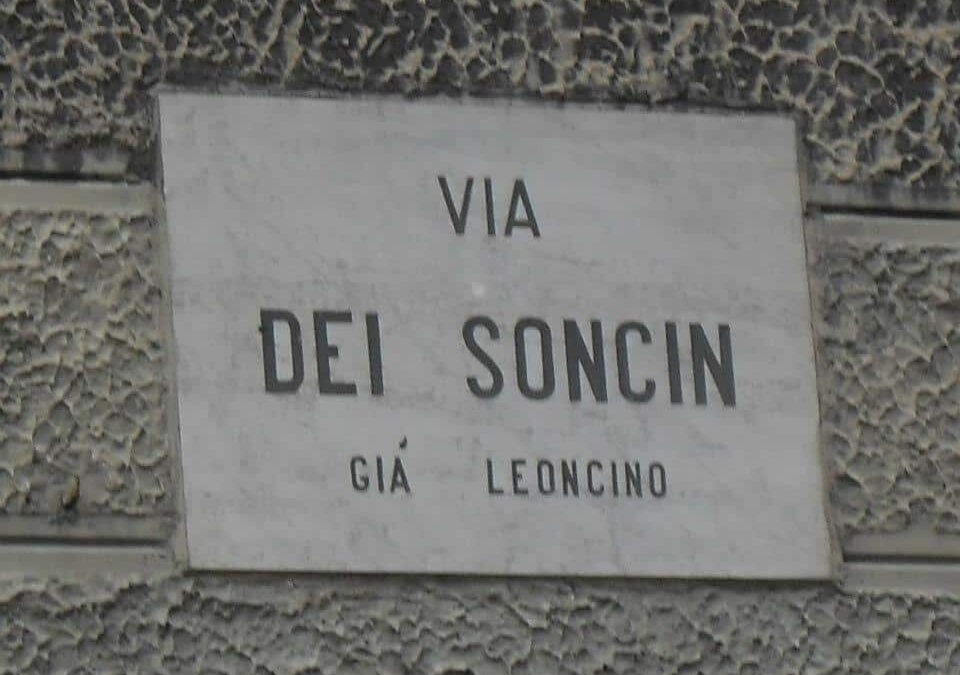 VIA
DEI SONCIN
GIÁ LEONCINO